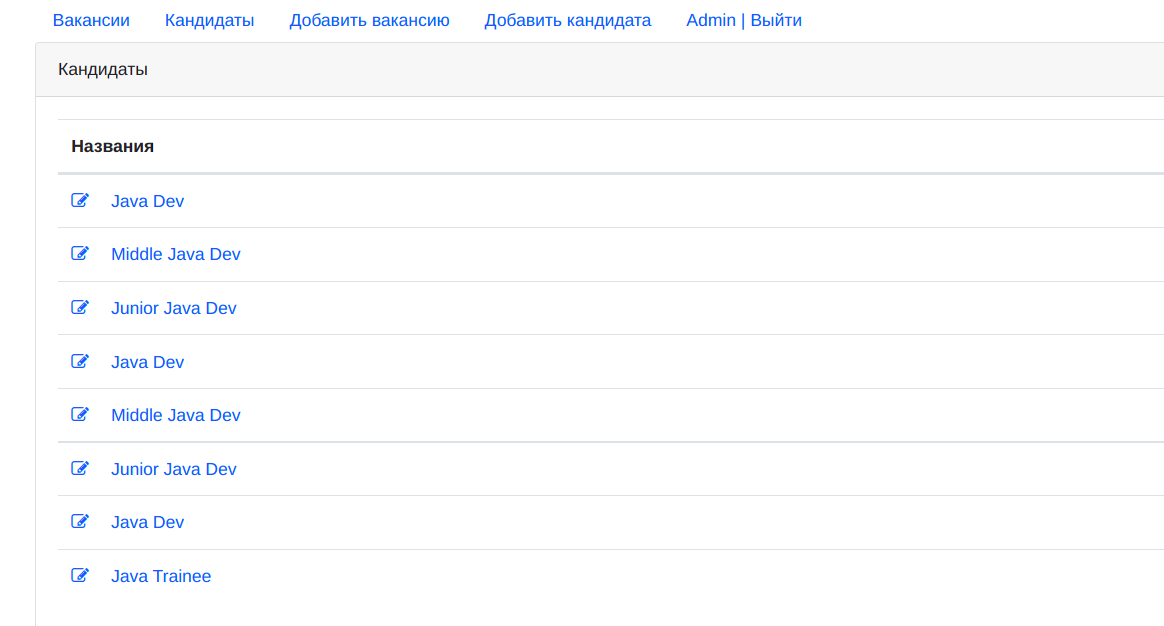 Вакансии Кандидаты Добавить вакансию Добавить кандидата Admin | Выйти
Кандидаты
Названия
Java Dev
Middle Java Dev
Junior Java Dev
Java Dev
Middle Java Dev
Junior Java Dev
Java Dev
Java Trainee